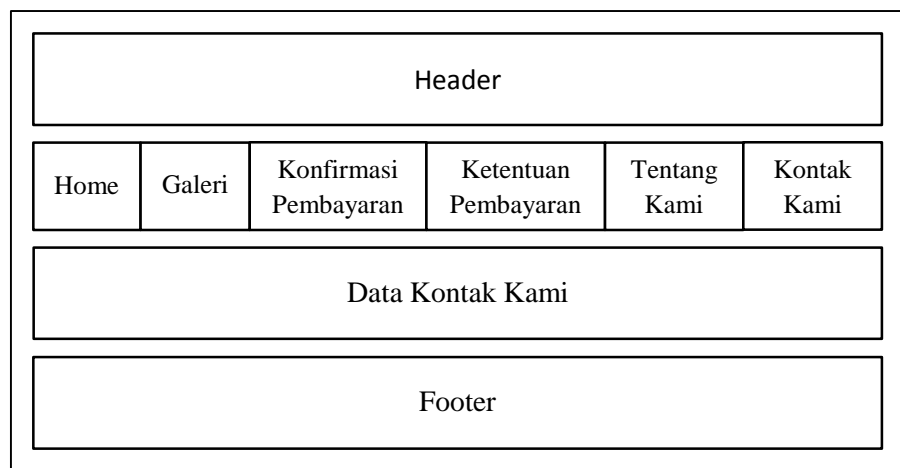 Header
Home
Galeri
Konfirmasi
Pembayaran
Ketentuan
Pembayaran
Tentang
Kami
Kontak
Kami
Data Kontak Kami
Footer